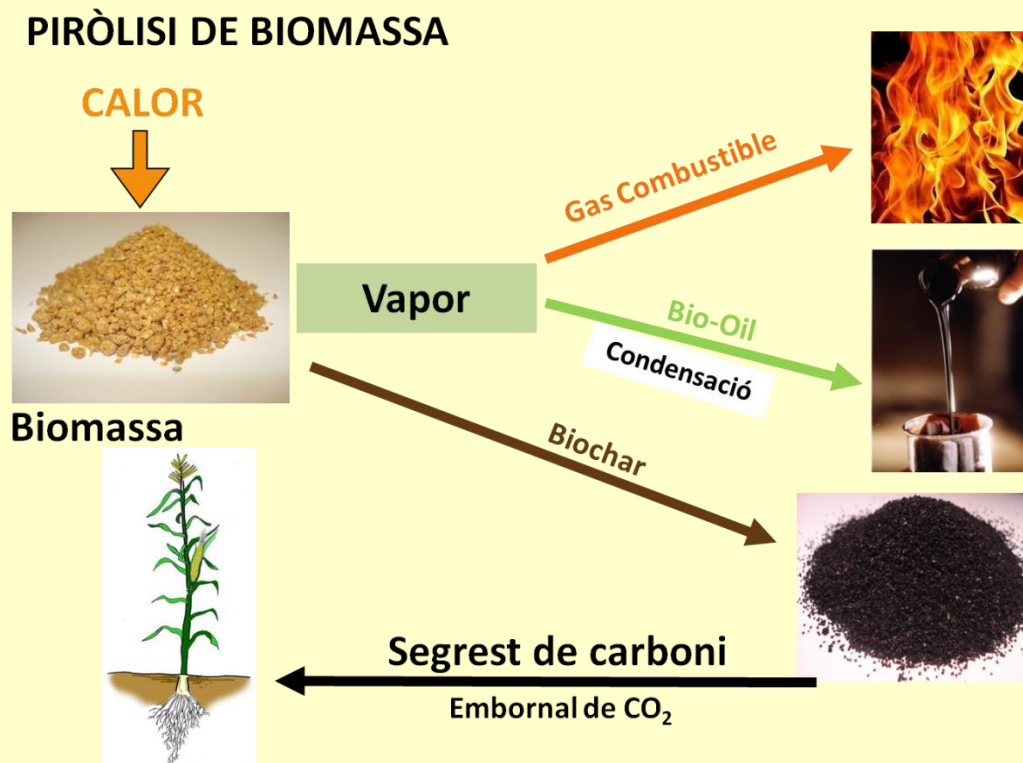 PIRÒLISI DE BIOMASSA
CALOR
Gas Combustible
Vapor
Bio-Oil
Condensació
Biomassa
Biochar
Segrest de carboni
Embornal de CO₂